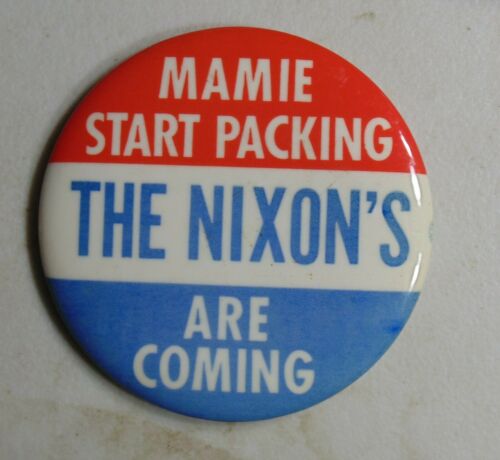 MAMIE
START PACKING
THE NIXON'S
ARE
COMING